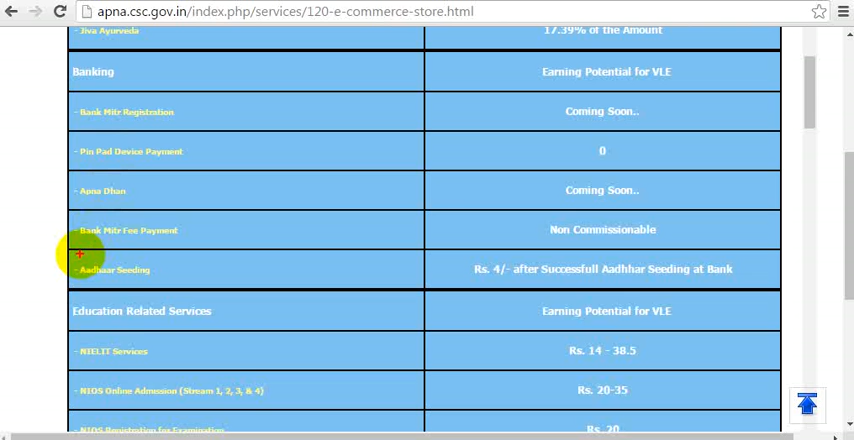 apna.csc.gov.in/index.php/services/120-e-commerce-store.html
- Jiva Ayurveda 17.39% of the Amount
Banking Earning Potential for VLE
- Bank Mitr Registration Coming Soon..
- Pin Pad Device Payment 0
- Apna Dhan Coming Soon..
- Bank Mitr Fee Payment Non Commissionable
- Aadhaar Seeding Rs. 4/- after Successfull Aadhhar Seeding at Bank
Education Related Services Earning Potential for VLE
- NIELIT Services Rs. 14 - 38.5
- NIOS Online Admission (Stream 1, 2, 3, & 4) Rs. 20-35
- NIOS Registration for Examination Rs. 20